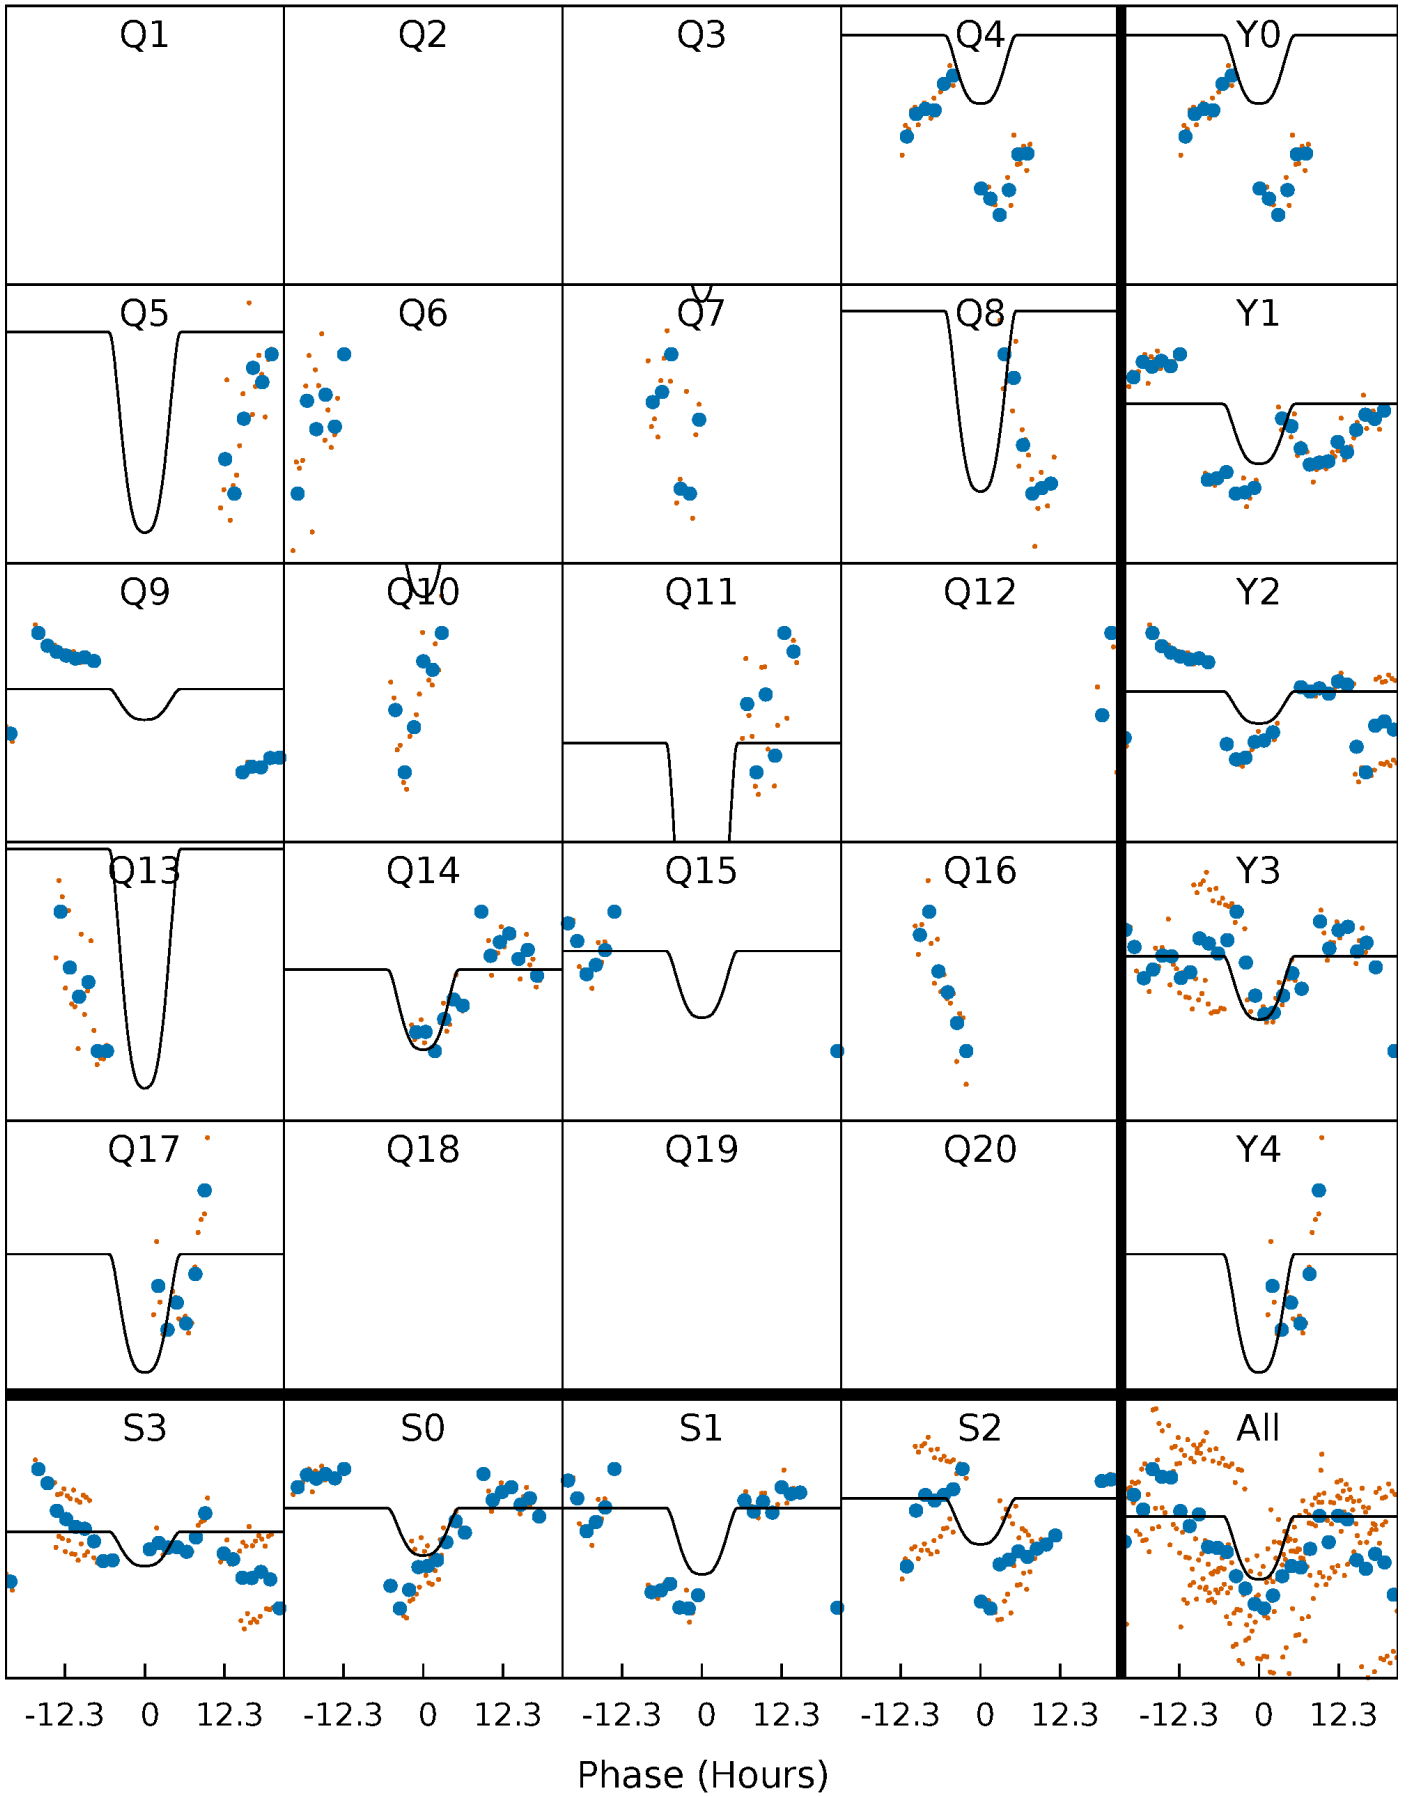 Q1 Q2 Q3 Q4 Y0
Q5 Q6 Q7 Q8 Y1
Q9 Q10 Q11 Q12 Y2
Q13 Q14 Q15 Q16 Y3
Q17 Q18 Q19 Q20 Y4
S3 S0 S1 S2 All
-12.3 0 12.3 -12.3 0 12.3 -12.3 0 12.3 -12.3 0 12.3 -12.3 0 12.3
Phase (Hours)